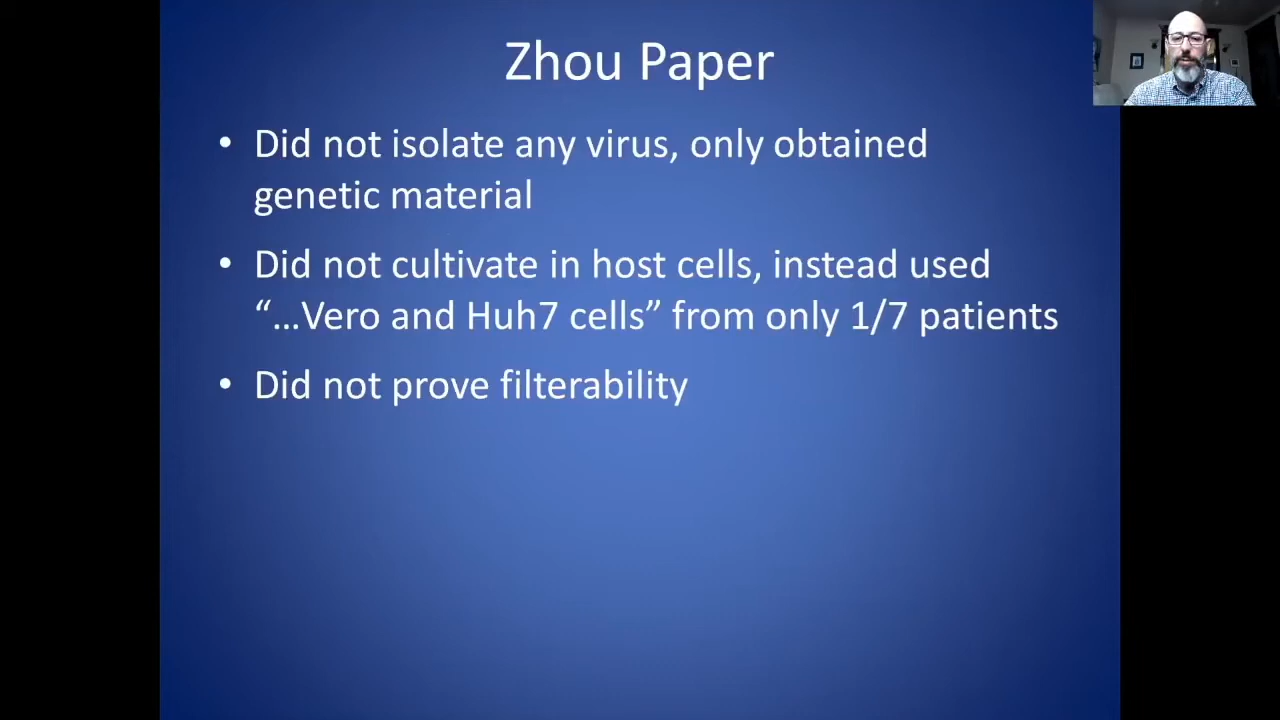 Zhou Paper
• Did not isolate any virus, only obtained
genetic material
• Did not cultivate in host cells, instead used
“…Vero and Huh7 cells” from only 1/7 patients
• Did not prove filterability